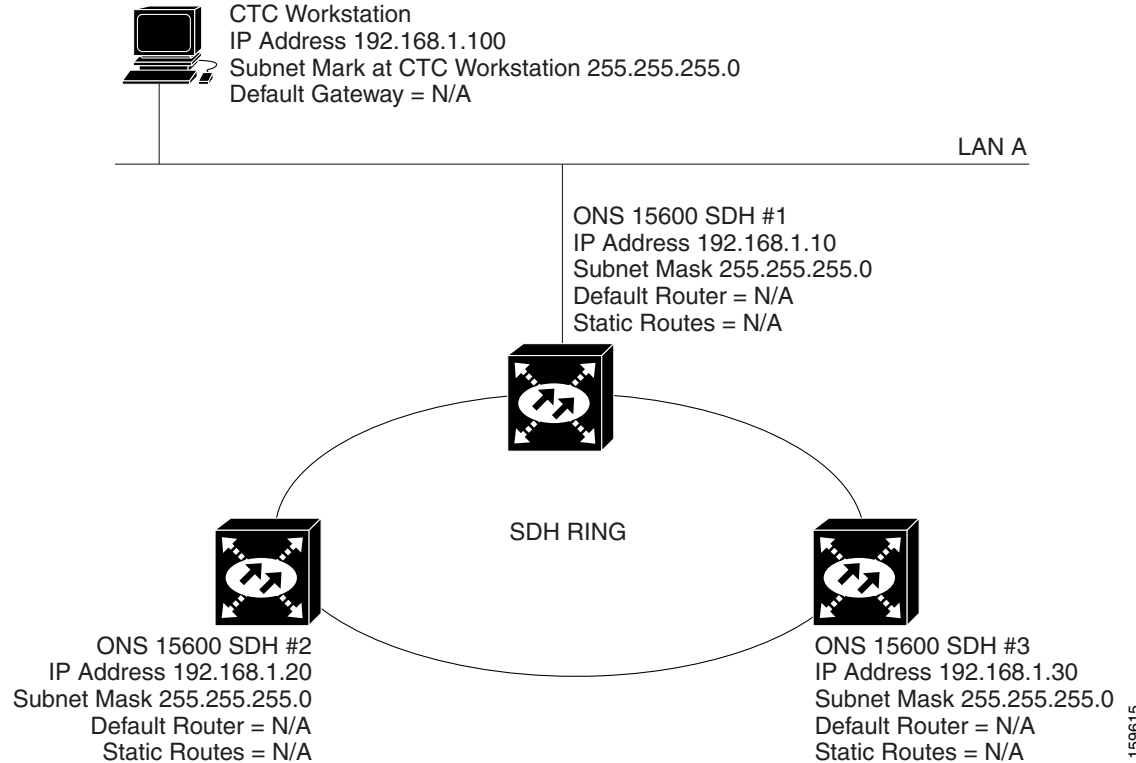 CTC Workstation
IP Address 192.168.1.100
Subnet Mark at CTC Workstation 255.255.255.0
Default Gateway = N/A
LAN A
ONS 15600 SDH #1
IP Address 192.168.1.10
Subnet Mask 255.255.255.0
Default Router = N/A
Static Routes = N/A
SDH RING
ONS 15600 SDH #2
IP Address 192.168.1.20
Subnet Mask 255.255.255.0
Default Router = N/A
Static Routes = N/A
ONS 15600 SDH #3
IP Address 192.168.1.30
Subnet Mask 255.255.255.0
Default Router = N/A
Static Routes = N/A
159615